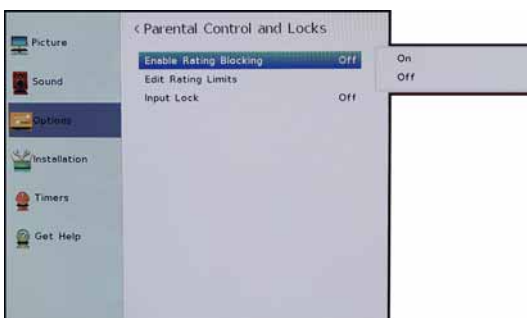 < Parental Control and Locks
Picture
Sound
Options
Installation
Timers
Get Help
Enable Rating Blocking Off
Edit Rating Limits
Input Lock Off
On
Off